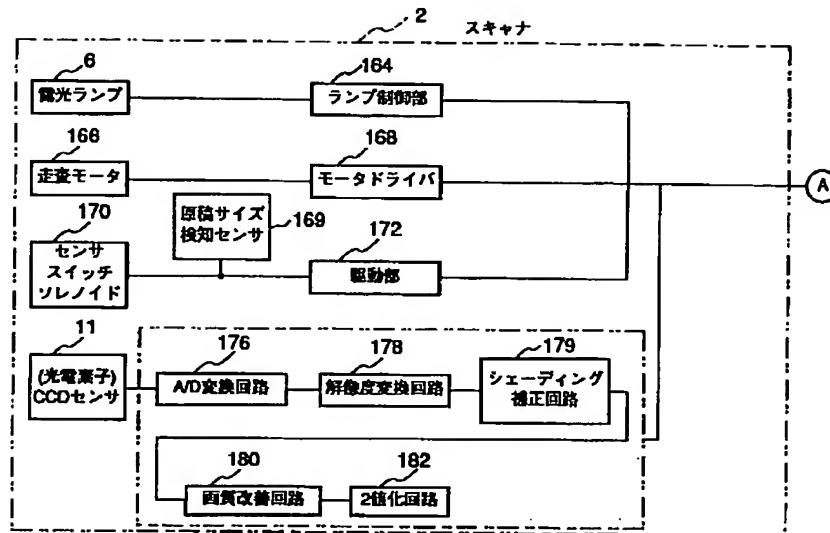 2
スキャナ
6
164
露光ランプ
ランプ制御部
166
168
走査モータ
モータドライバ
A
170
原稿サイズ
検知センサ
169
172
センサ
スイッチ
ソレノイド
駆動部
11
176
178
179
(光電素子)
CCDセンサ
A/D変換回路
解像度変換回路
シェーディング
補正回路
180
182
画質改善回路
2値化回路